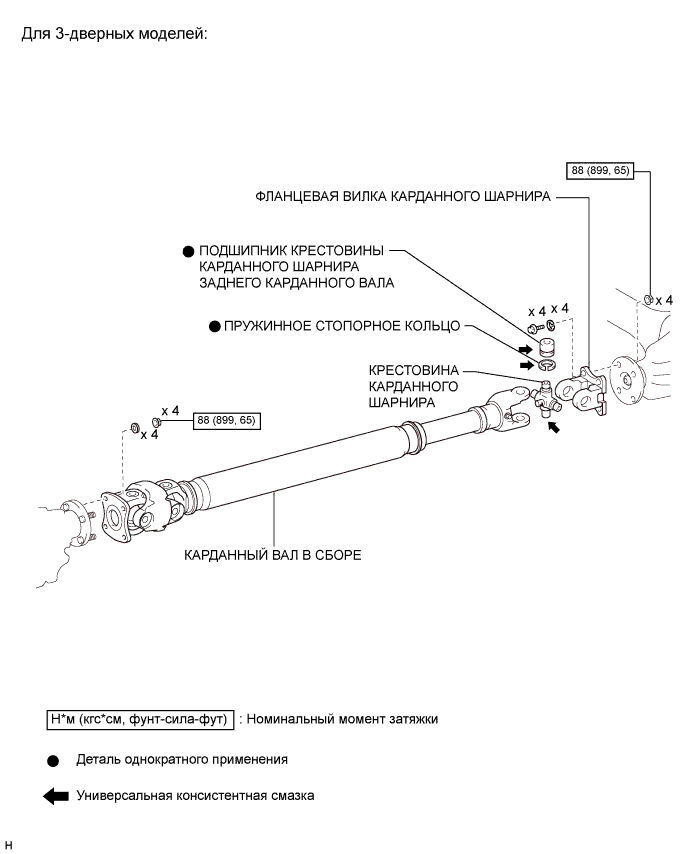 Для 3-дверных моделей:
88 (899, 65)
ФЛАНЦЕВАЯ ВИЛКА КАРДАННОГО ШАРНИРА
ПОДШИПНИК КРЕСТОВИНЫ
КАРДАННОГО ШАРНИРА
ЗАДНЕГО КАРДАННОГО ВАЛА
x 4
x 4 x 4
ПРУЖИННОЕ СТОПОРНОЕ КОЛЬЦО
КРЕСТОВИНА
КАРДАННОГО
ШАРНИРА
x 4
88 (899, 65)
x 4
КАРДАННЫЙ ВАЛ В СБОРЕ
Н*м (кгс*см, фунт-сила-фут) : Номинальный момент затяжки
Деталь однократного применения
Универсальная консистентная смазка
H